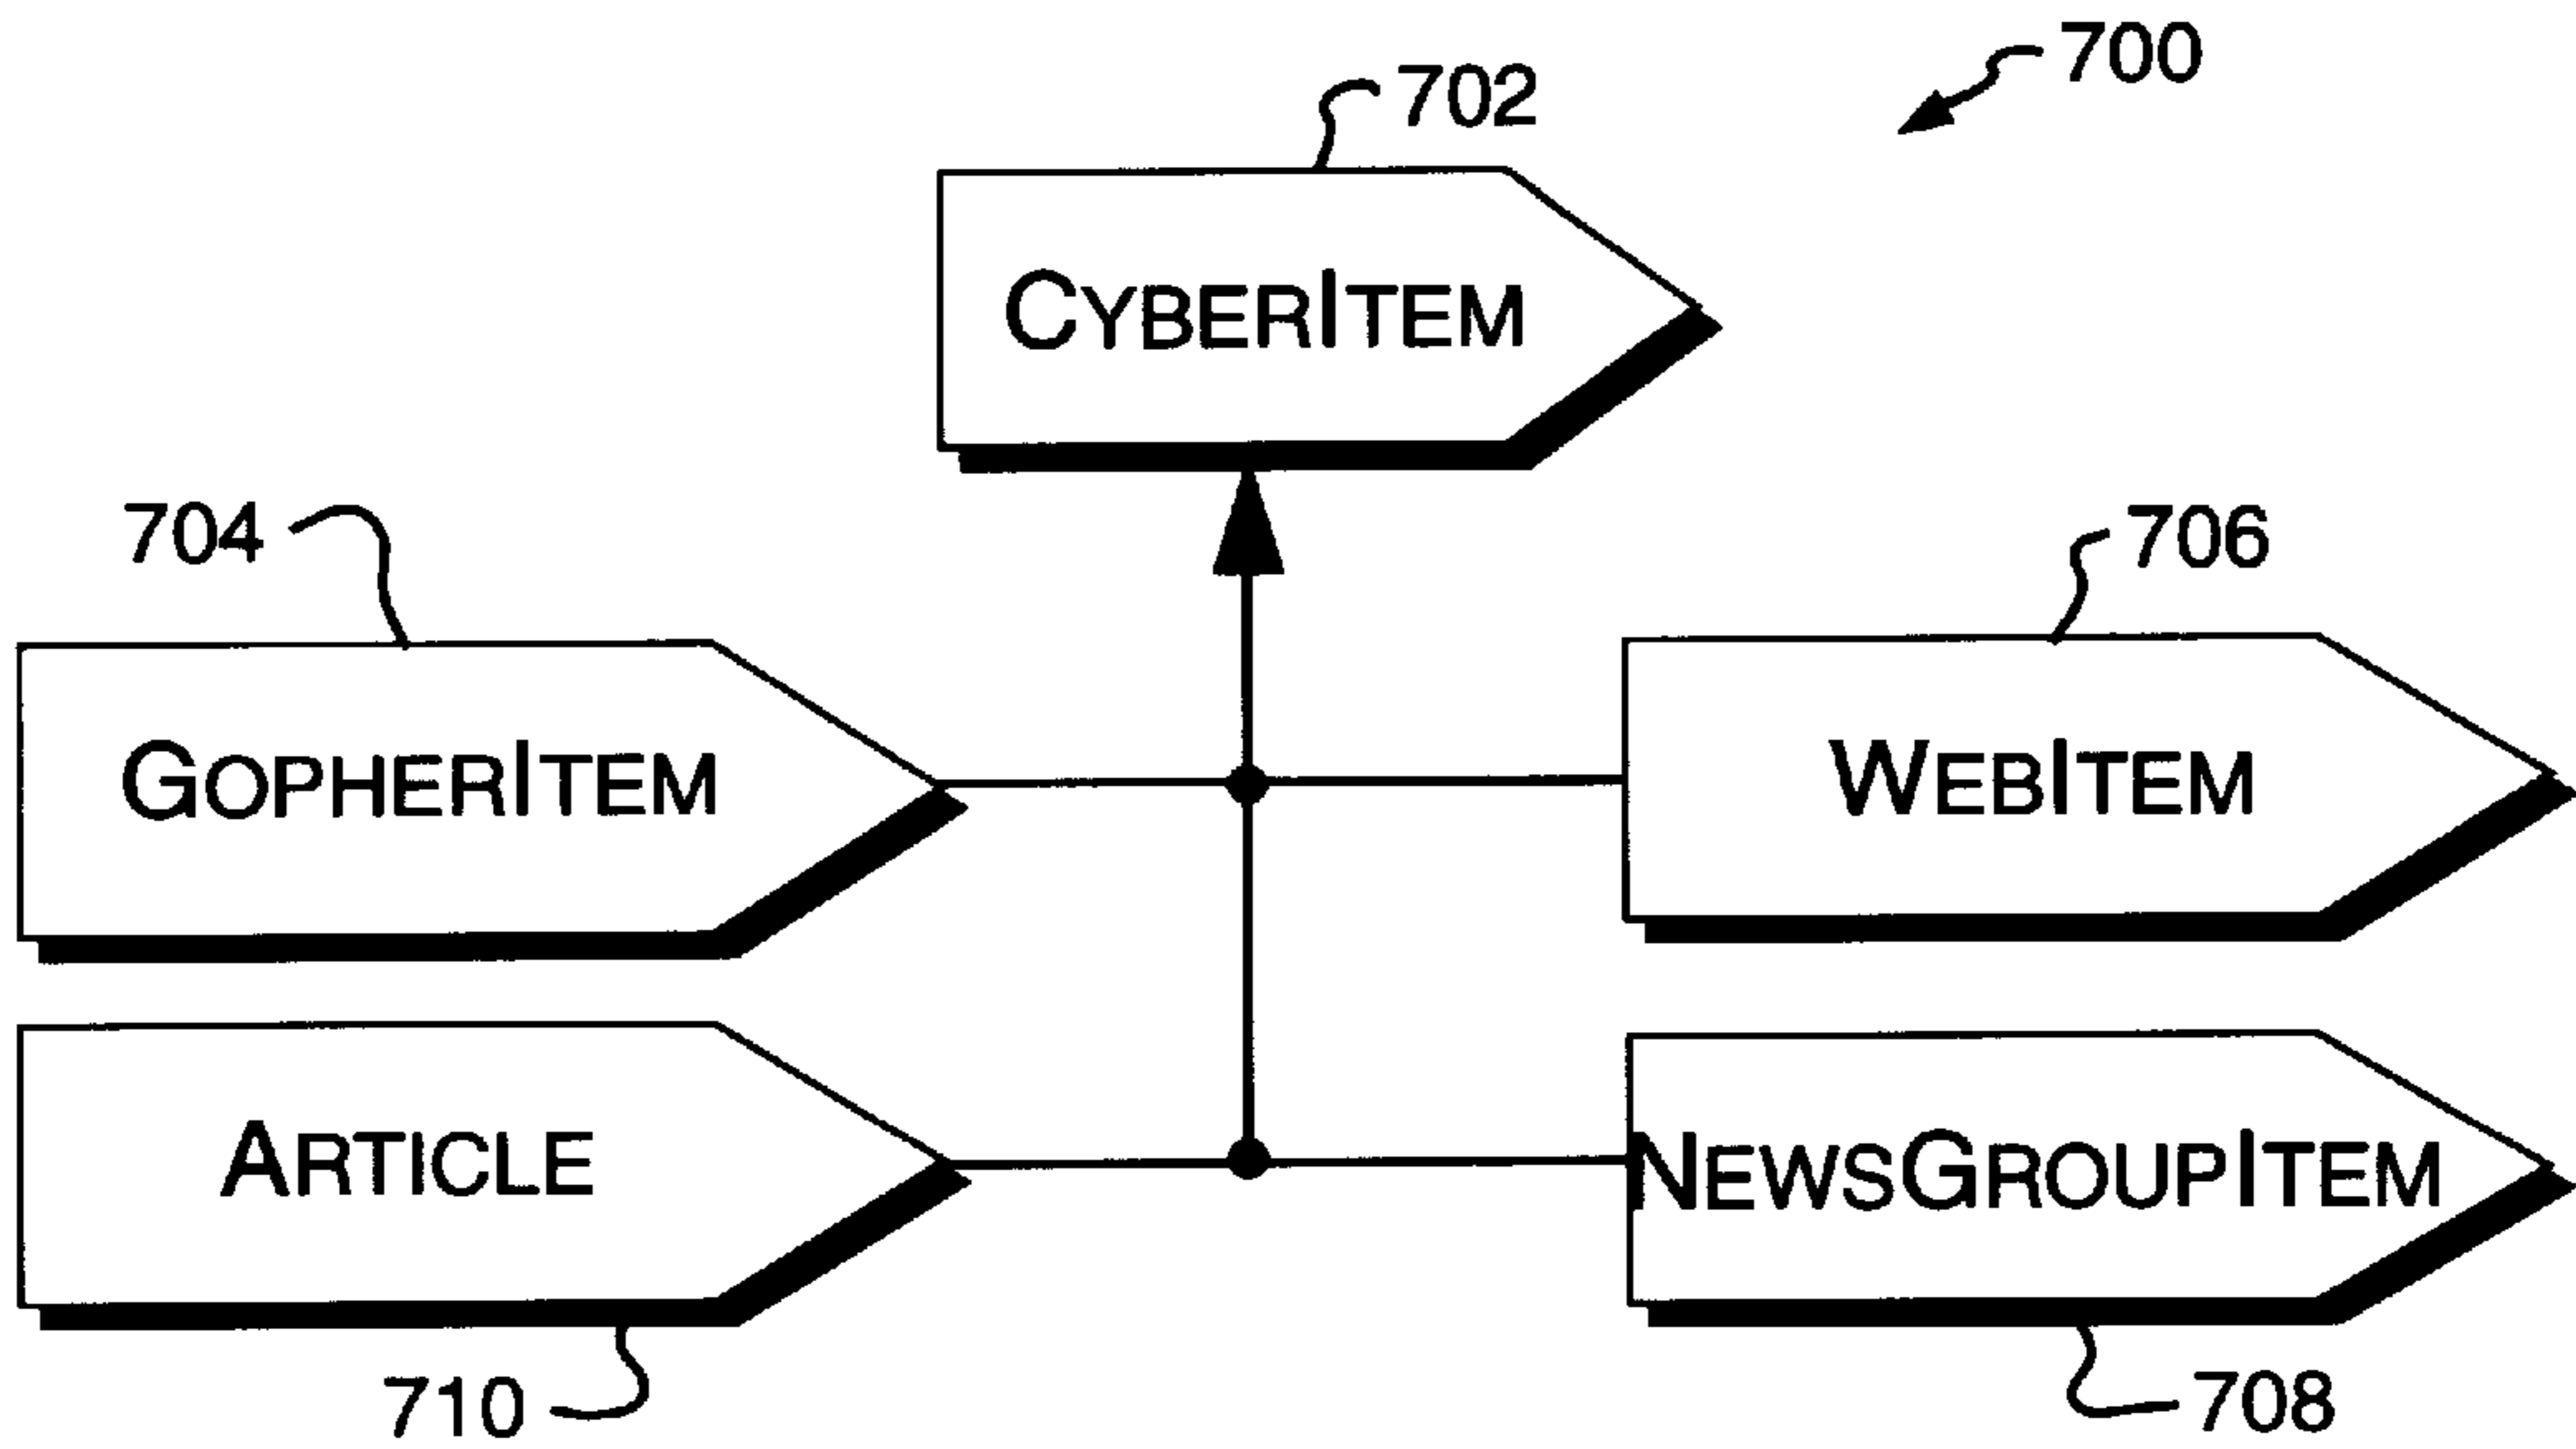 700
702
CYBERITEM
704
706
GOPHERITEM
WEBITEM
ARTICLE
NEWSGROUPITEM
710
708